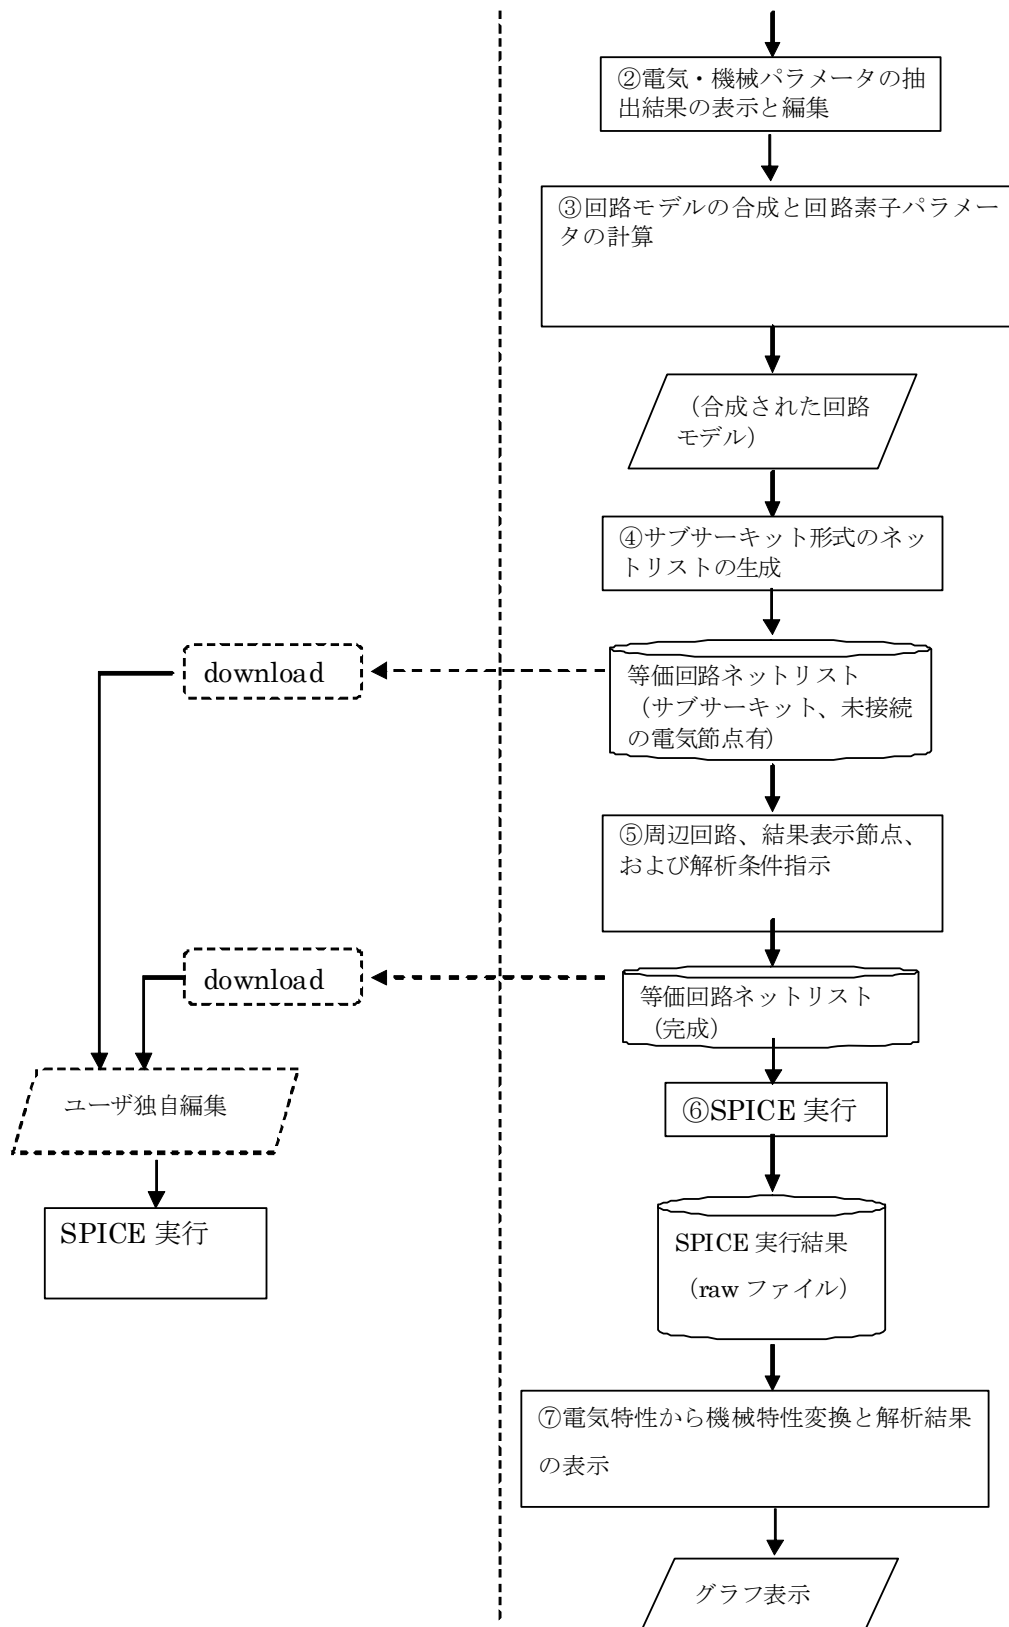 ②電気・機械パラメータの抽
出結果の表示と編集
③回路モデルの合成と回路素子パラメー
タの計算
（合成された回路
モデル）
④サブサーキット形式のネッ
トリストの生成
download
等価回路ネットリスト
（サブサーキット、未接続
の電気節点有）
⑤周辺回路、結果表示節点、
および解析条件指示
download
等価回路ネットリスト
（完成）
ユーザ独自編集
⑥SPICE 実行
SPICE 実行
SPICE 実行結果
（raw ファイル）
⑦電気特性から機械特性変換と解析結果
の表示
グラフ表示